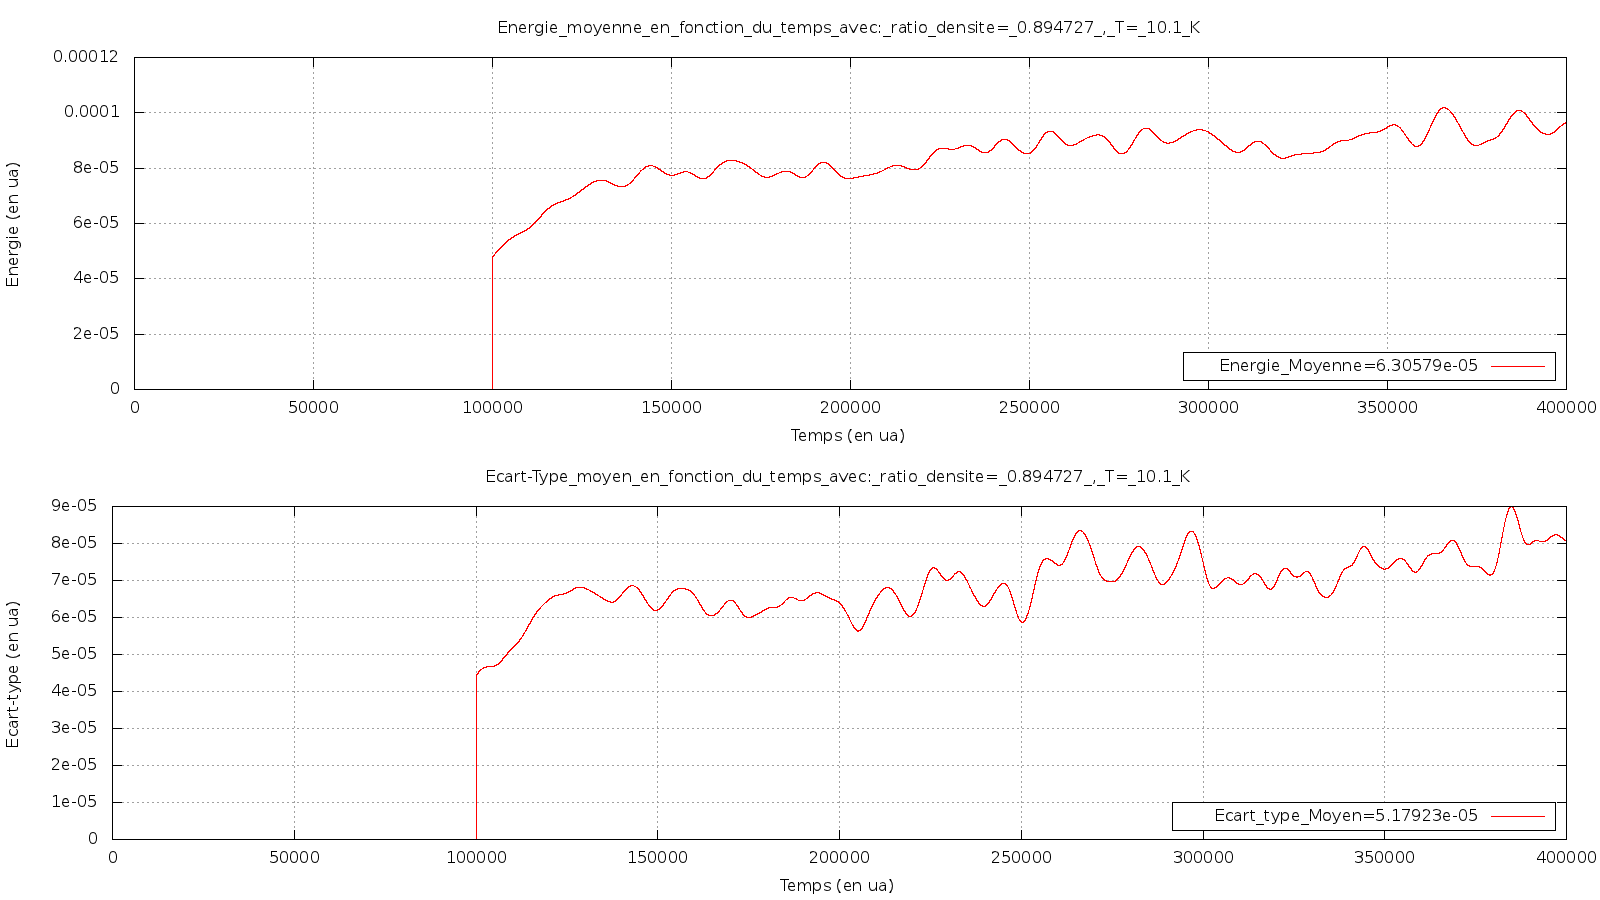 Energie_moyenne_en_fonction_du_temps_avec:_ratio_densite=_0.894727_,_T=_10.1_K
0.00012
0.0001
8e-05
6e-05
4e-05
2e-05
0
Energie (en ua)
Energie_Moyenne=6.30579e-05
0 50000 100000 150000 200000 250000 300000 350000 400000
Temps (en ua)
Ecart-Type_moyen_en_fonction_du_temps_avec:_ratio_densite=_0.894727_,_T=_10.1_K
9e-05
8e-05
7e-05
6e-05
5e-05
4e-05
3e-05
2e-05
1e-05
0
Ecart-type (en ua)
Ecart_type_Moyen=5.17923e-05
0 50000 100000 150000 200000 250000 300000 350000 400000
Temps (en ua)